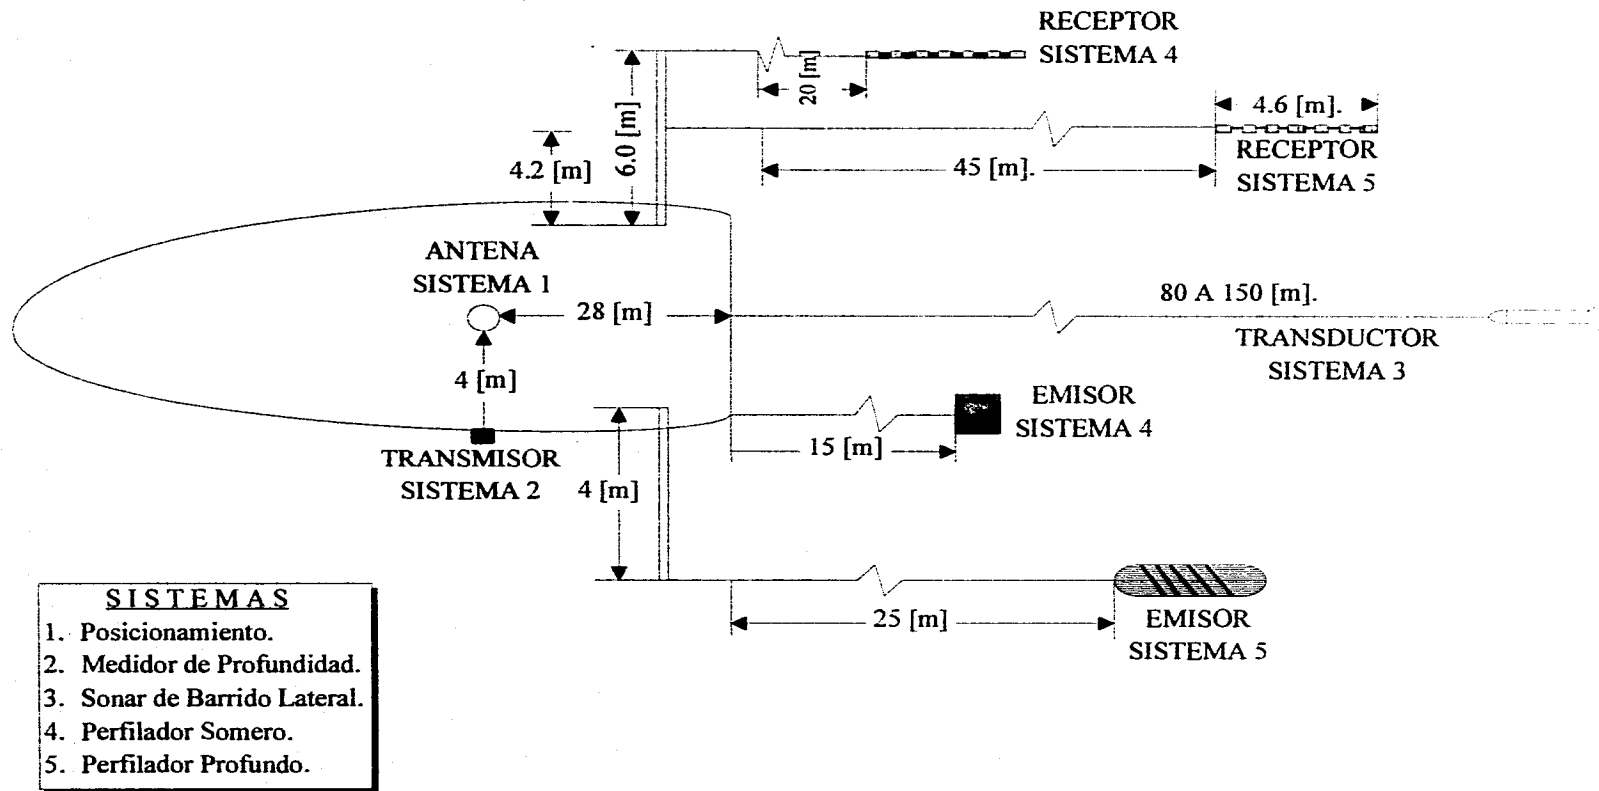 RECEPTOR
SISTEMA 4
20 [m]
6.0 [m]
4.6 [m].
RECEPTOR
SISTEMA 5
4.2 [m]
45 [m].
ANTENA
SISTEMA 1
28 [m]
80 A 150 [m].
TRANSDUCTOR
SISTEMA 3
4 [m]
EMISOR
SISTEMA 4
15 [m]
TRANSMISOR
SISTEMA 2
4 [m]
25 [m]
EMISOR
SISTEMA 5
SISTEMAS
1. Posicionamiento.
2. Medidor de Profundidad.
3. Sonar de Barrido Lateral.
4. Perfilador Somero.
5. Perfilador Profundo.